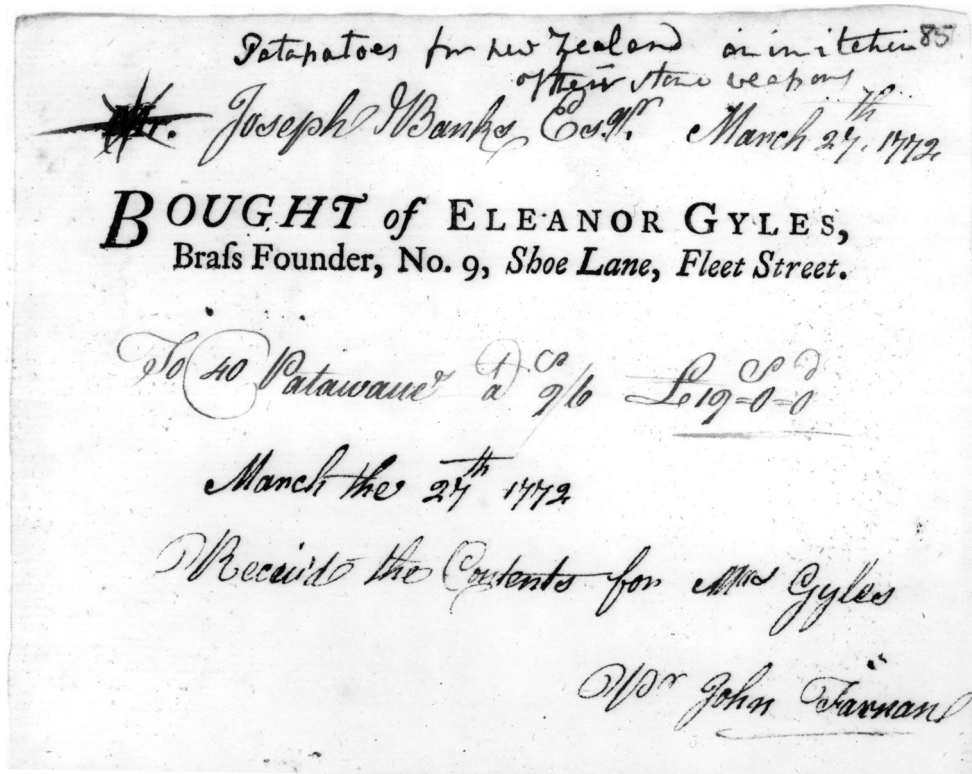 85
Patapatoes for new Zealand in imitation
of their stone weapons
Mr. Joseph Banks Esqr. March 27th. 1772
BOUGHT of ELEANOR GYLES,
Braſs Founder, No. 9, Shoe Lane, Fleet Street.
To 40 Patawaue's a 9/6 £19=0=0
March the 27th 1772
Receiv'd the Contents for Mrs Gyles
Pr John Farnan